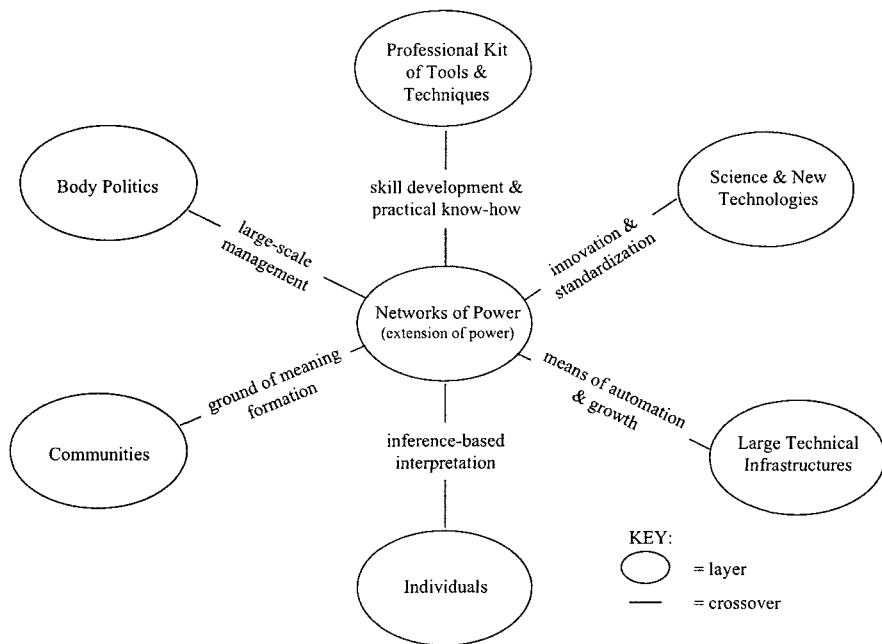 Professional Kit
of Tools &
Techniques
Body Politics
Science & New
Technologies
skill development &
practical know-how
large-scale
management
innovation &
standardization
Networks of Power
(extension of power)
ground of meaning
formation
means of automation
& growth
Communities
inference-based
interpretation
Large Technical
Infrastructures
Individuals
KEY:
= layer
= crossover